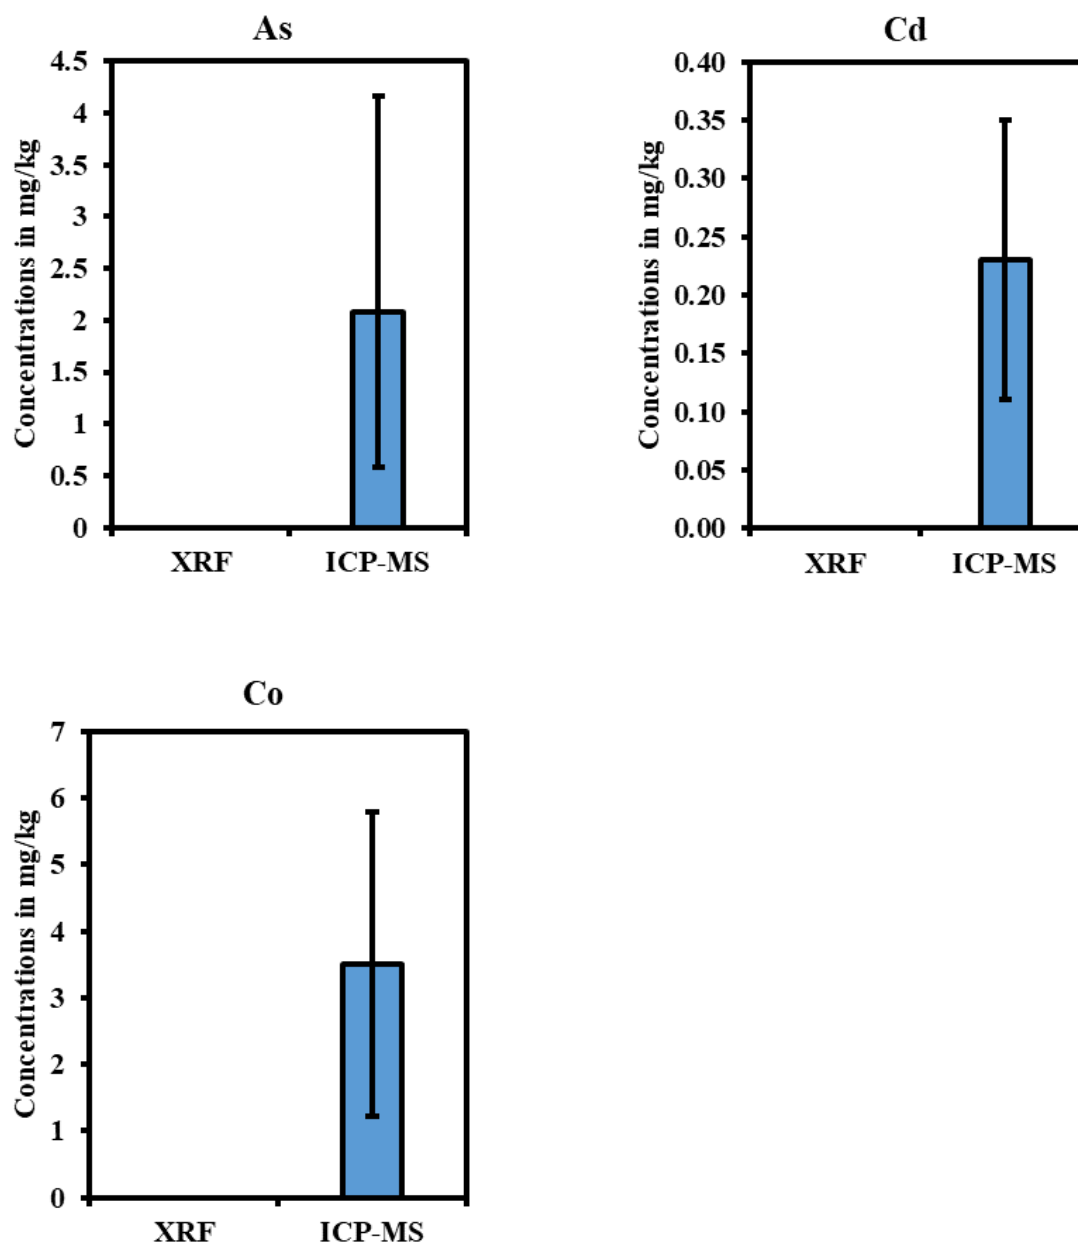 As
Concentrations in mg/kg
4.5
4
3.5
3
2.5
2
1.5
1
0.5
0
XRF
ICP-MS
Cd
Concentrations in mg/kg
0.40
0.35
0.30
0.25
0.20
0.15
0.10
0.05
0.00
XRF
ICP-MS
Co
Concentrations in mg/kg
7
6
5
4
3
2
1
0
XRF
ICP-MS